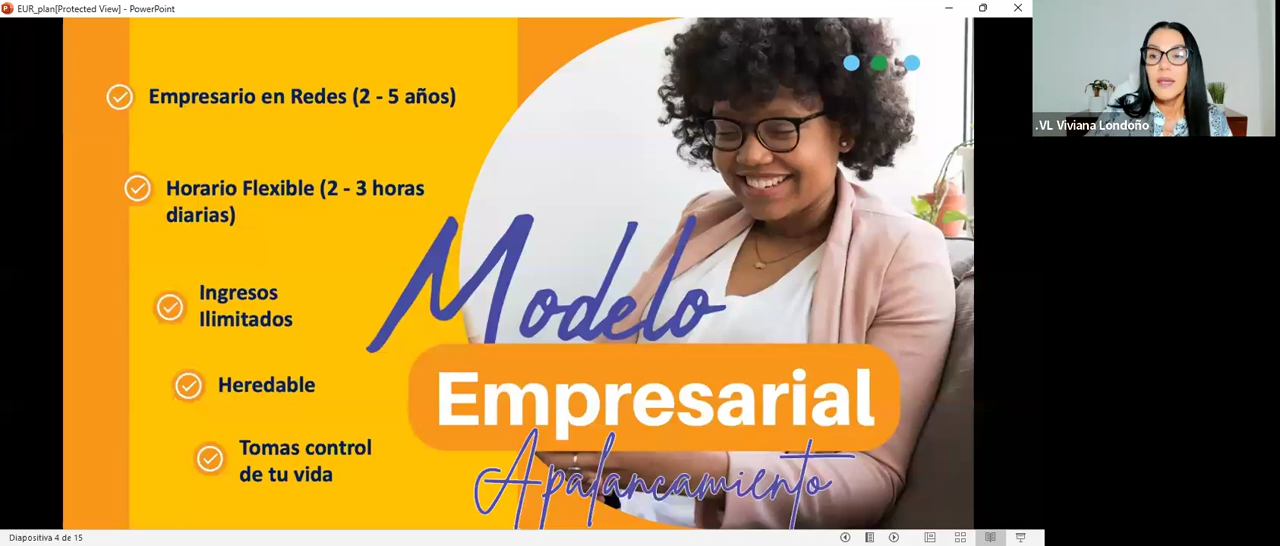 EUR_plan[Protected View] - PowerPoint
.VL Viviana Londoño
Empresario en Redes (2 - 5 años)
Horario Flexible (2 - 3 horas
diarias)
Ingresos
Ilimitados
Heredable
Tomas control
de tu vida
Modelo
Empresarial
Apalancamiento
Diapositiva 4 de 15